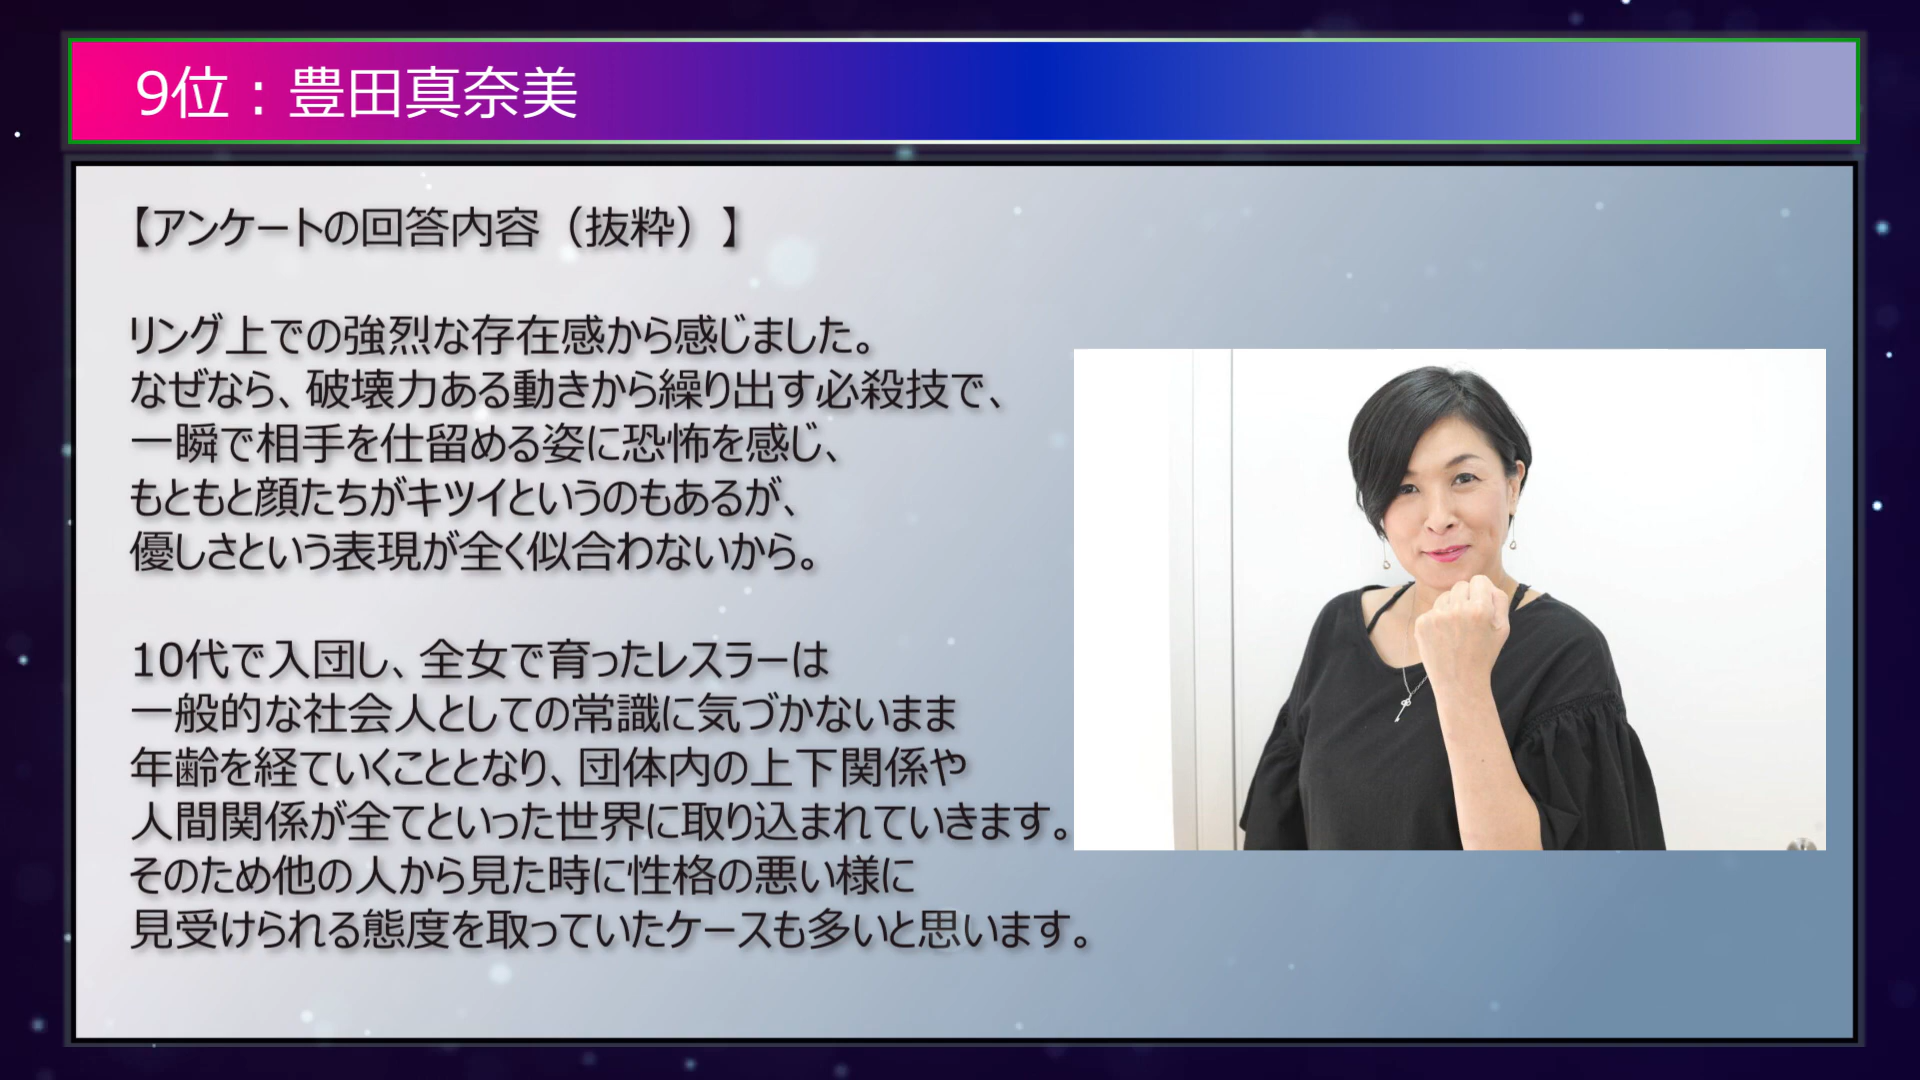 9位：豊田真奈美
【アンケートの回答内容（抜粋）】
リング上での強烈な存在感から感じました。
なぜなら、破壊力ある動きから繰り出す必殺技で、
一瞬で相手を仕留める姿に恐怖を感じ、
もともと顔たちがキツイというのもあるが、
優しさという表現が全く似合わないから。
10代で入団し、全女で育ったレスラーは
一般的な社会人としての常識に気づかないまま
年齢を経ていくこととなり、団体内の上下関係や
人間関係が全てといった世界に取り込まれていきます。
そのため他の人から見た時に性格の悪い様に
見受けられる態度を取っていたケースも多いと思います。